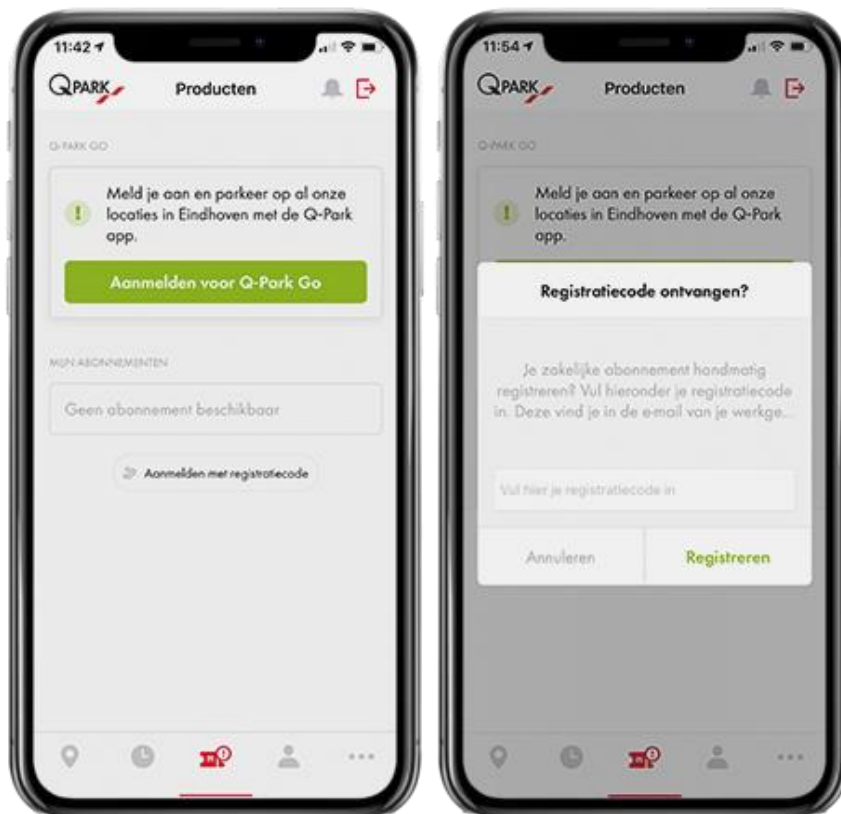 11:42
QPARK
Producten
Q-PARK GO
Meld je aan en parkeer op al onze
locaties in Eindhoven met de Q-Park
app.
Aanmelden voor Q-Park Go
MIJN ABONNEMENTEN
Geen abonnement beschikbaar
Aanmelden met registratiecode
11:54
QPARK
Producten
Q-PARK GO
Meld je aan en parkeer op al onze
locaties in Eindhoven met de Q-Park
app.
Registratiecode ontvangen?
Je zakelijke abonnement handmatig
registreren? Vul hieronder je registratiecode
in. Deze vind je in de e-mail van je werkge...
Vul hier je registratiecode in
Annuleren
Registreren